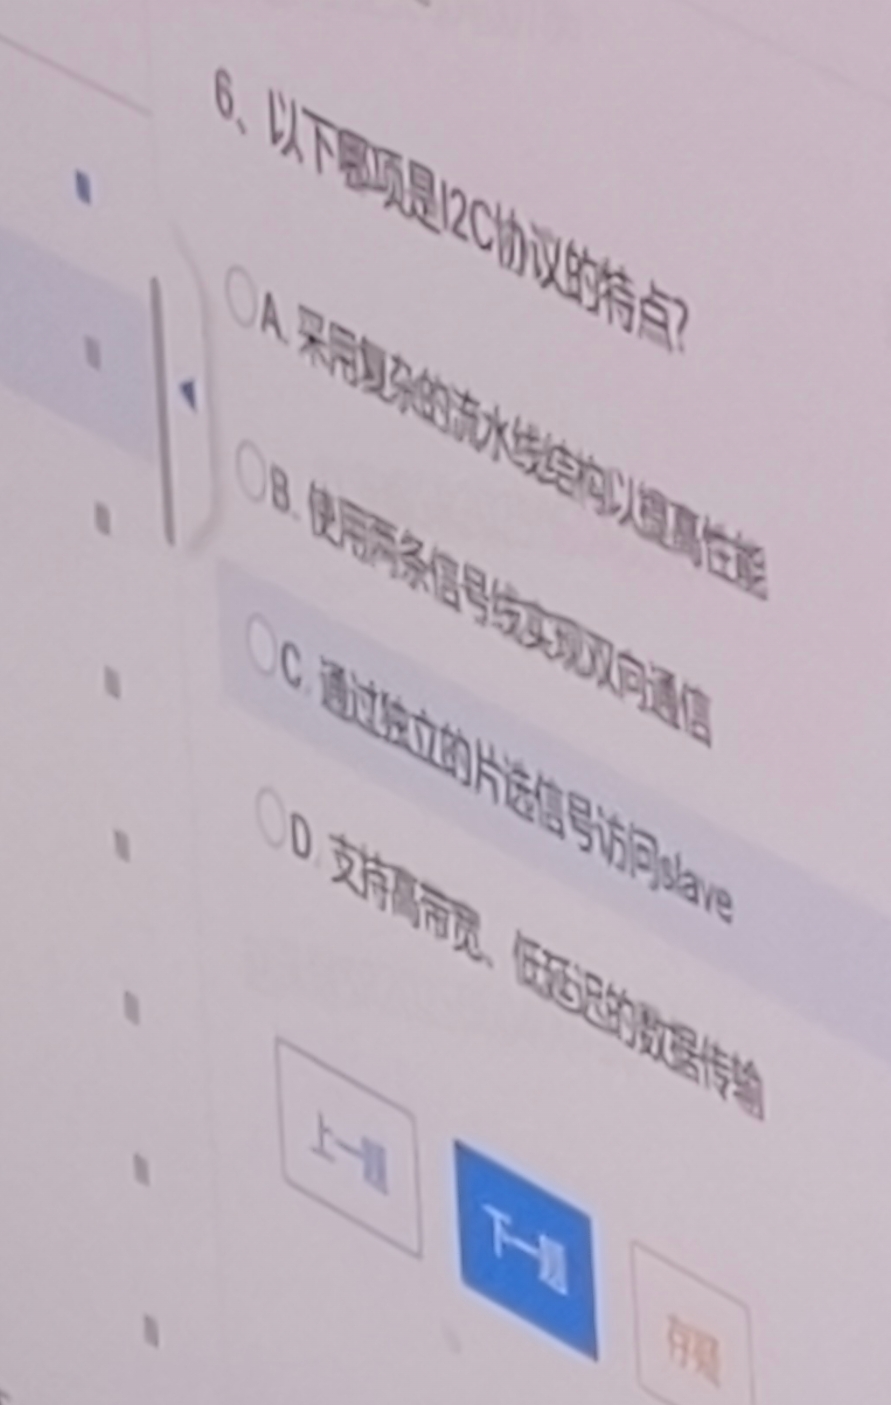 6、以下哪项是I2C协议的特点?
A. 采用复杂的流水线结构以提高性能
B. 使用两条信号线实现双向通信
C. 通过独立的片选信号访问slave
D. 支持高带宽、低延迟的数据传输
上一题
下一题
存疑